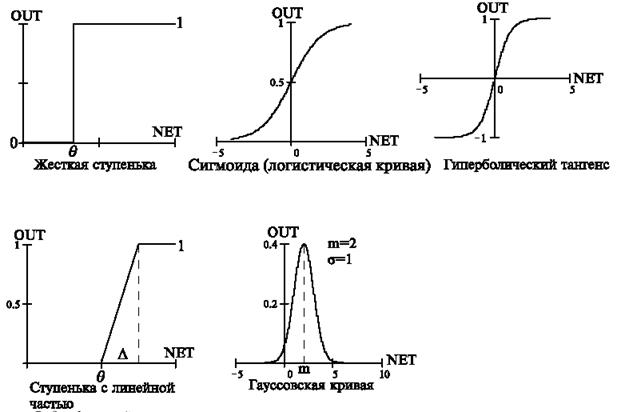 OUT
1
0
θ
NET
Жесткая ступенька
OUT
1
0.5
-5
0
5
NET
Сигмоида (логистическая кривая)
OUT
1
-5
0
5
NET
-1
Гиперболический тангенс
OUT
1
1
0.5
θ
Δ
NET
Ступенька с линейной
частью
OUT
0.4
m=2
σ=1
0.2
-5
0
m
5
10
NET
Гауссовская кривая